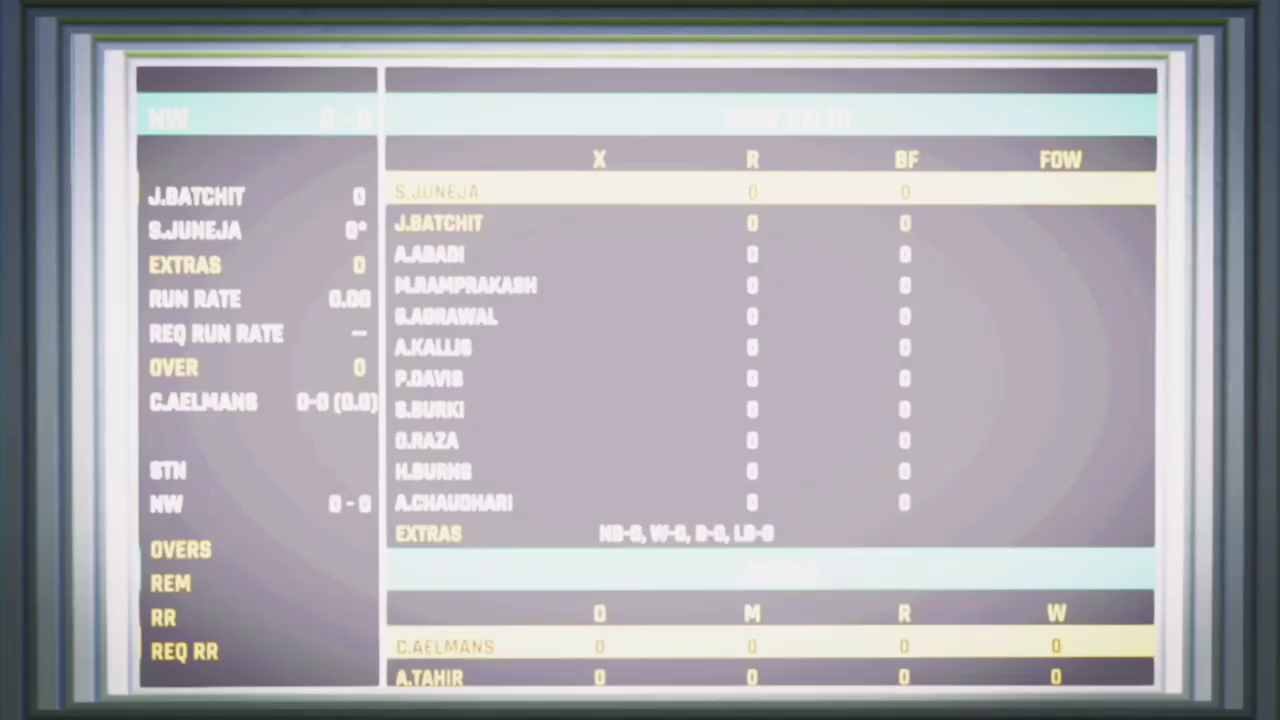 NW 0 - 0
J.BATCHIT 0
S.JUNEJA 0*
EXTRAS 0
RUN RATE 0.00
REQ RUN RATE --
OVER 0
C.AELMANS 0-0 (0.0)
STN
NW 0 - 0
OVERS
REM
RR
REQ RR
X R BF FOW
S.JUNEJA 0 0
J.BATCHIT 0 0
A.ABADI 0 0
M.RAMPRAKASH 0 0
S.AGRAWAL 0 0
A.KALLIS 0 0
P.DAVIS 0 0
S.BURKI 0 0
O.RAZA 0 0
H.BURNS 0 0
A.CHAUDHARI 0 0
EXTRAS NB-0, W-0, B-0, LB-0
O M R W
C.AELMANS 0 0 0 0
A.TAHIR 0 0 0 0